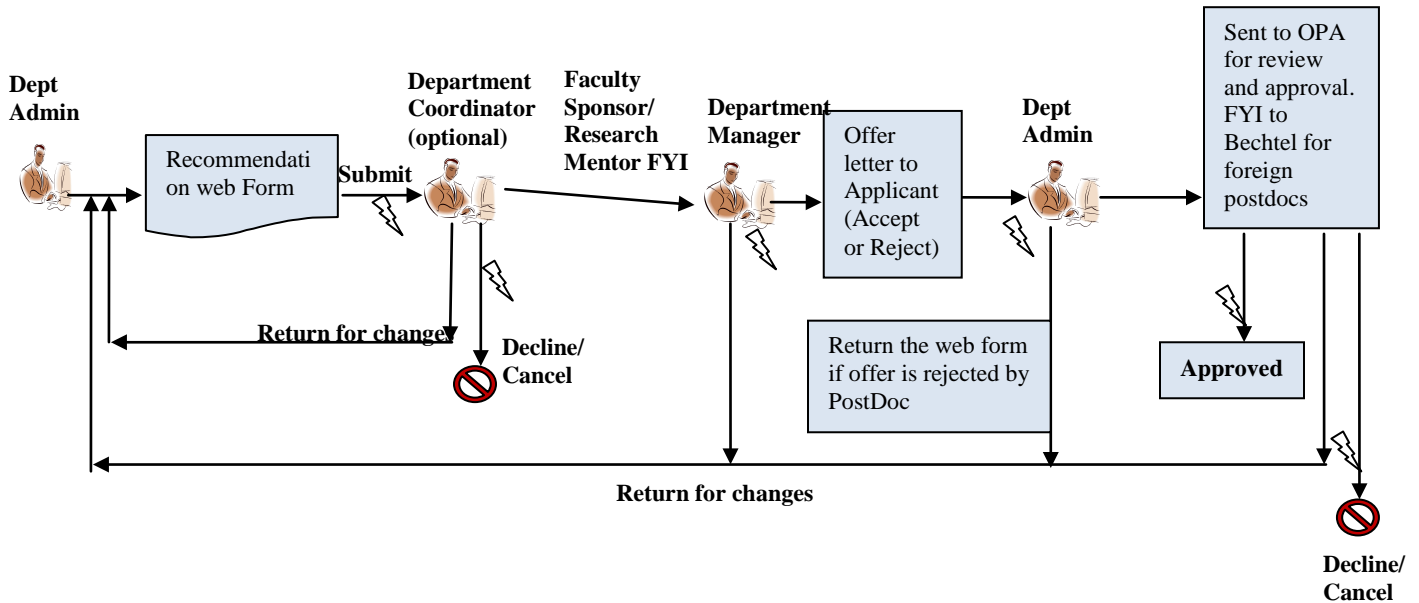 Dept
Admin
Recommendati
on web Form
Submit
Department
Coordinator
(optional)
Faculty
Sponsor/
Research
Mentor FYI
Department
Manager
Offer
letter to
Applicant
(Accept
or Reject)
Dept
Admin
Sent to OPA
for review
and approval.
FYI to
Bechtel for
foreign
postdocs
Return for changes
Decline/
Cancel
Return the web form
if offer is rejected by
PostDoc
Approved
Return for changes
Decline/
Cancel